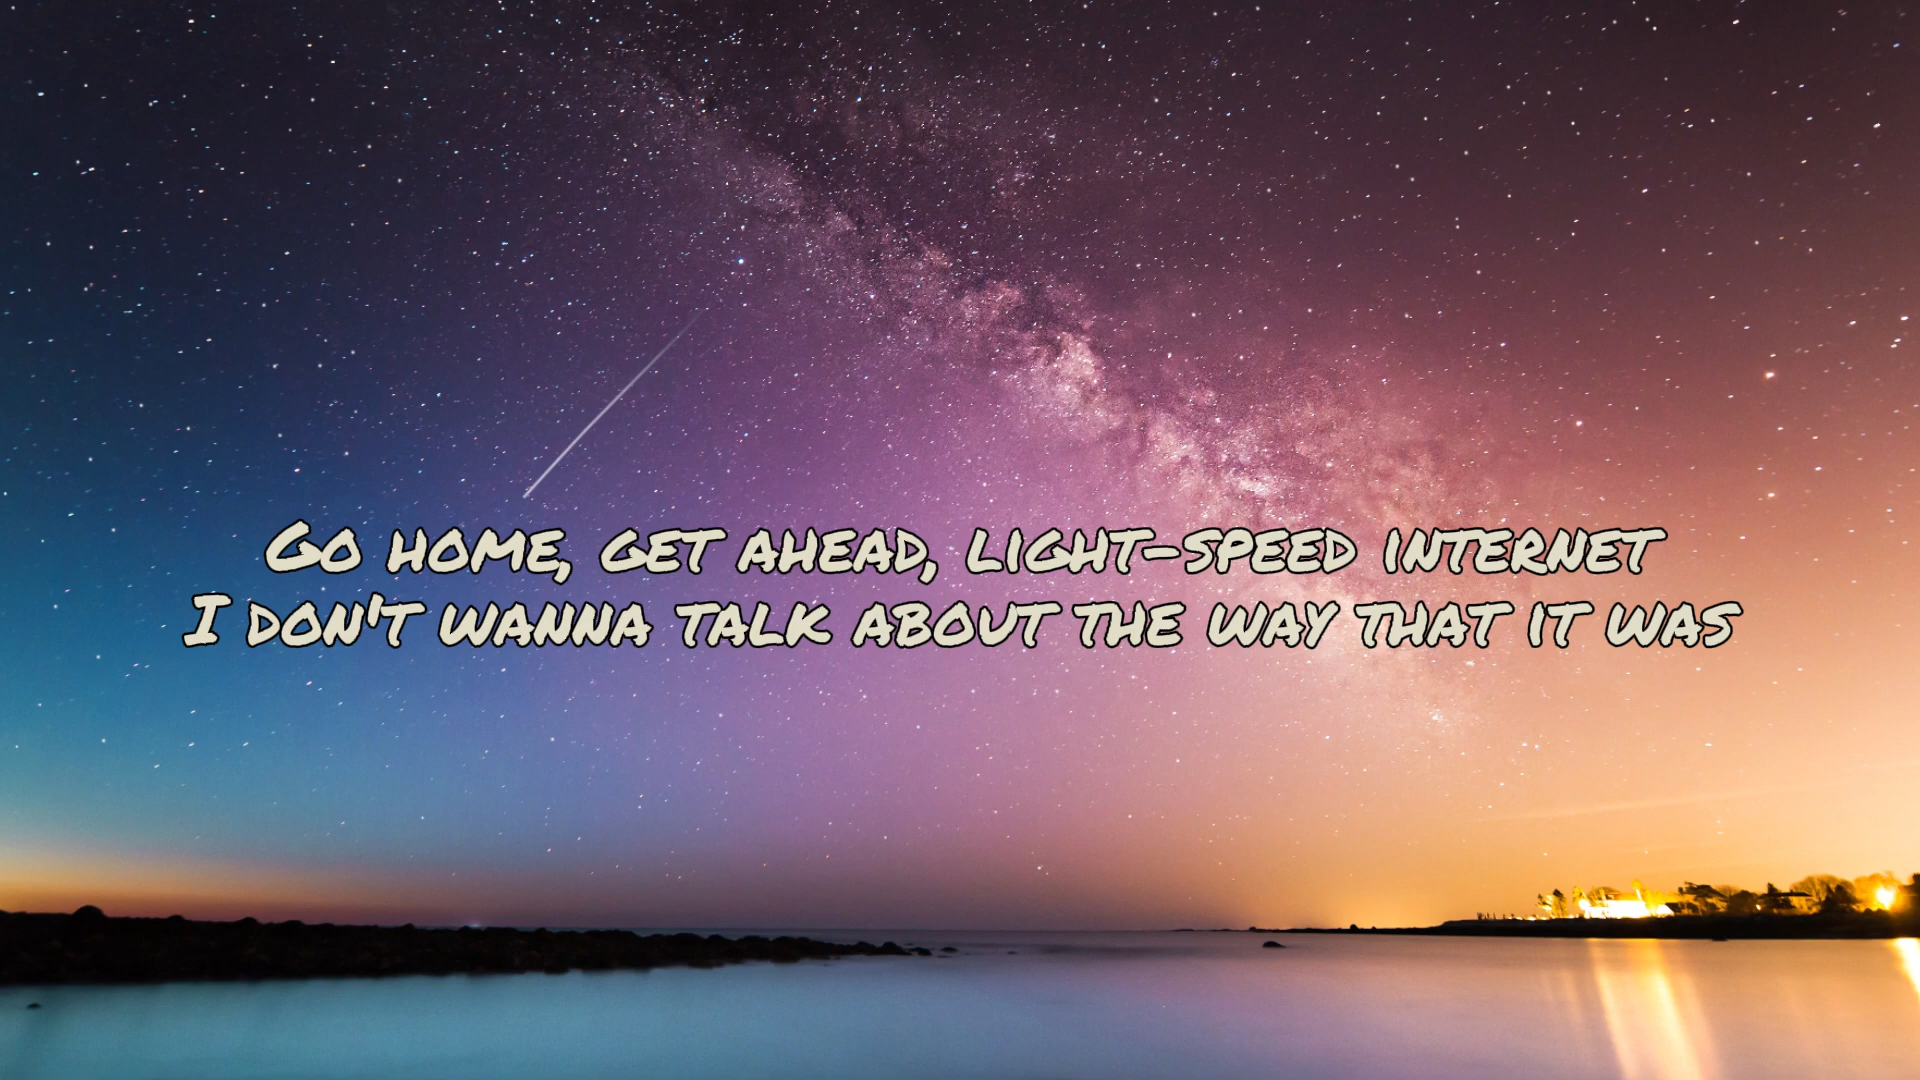 Go home, get ahead, light-speed internet
I don't wanna talk about the way that it was